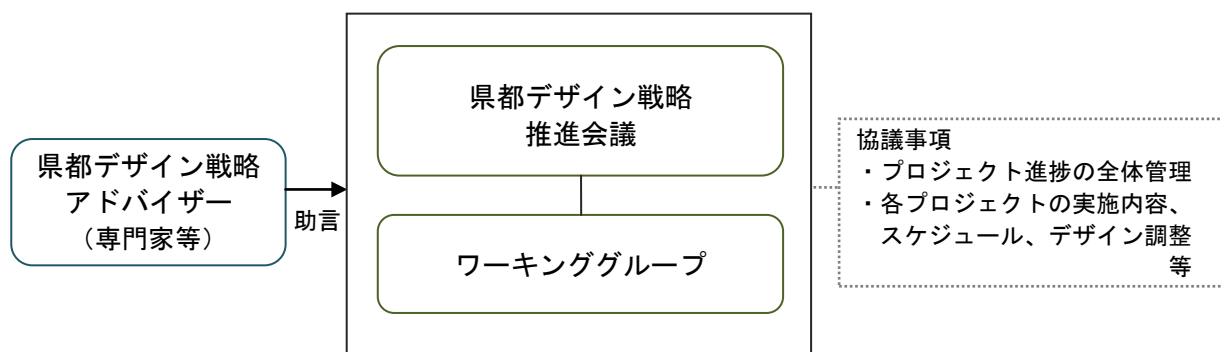 県都デザイン戦略
アドバイザー
（専門家等）
助言
県都デザイン戦略
推進会議
ワーキンググループ
協議事項
・プロジェクト進捗の全体管理
・各プロジェクトの実施内容、
スケジュール、デザイン調整
等